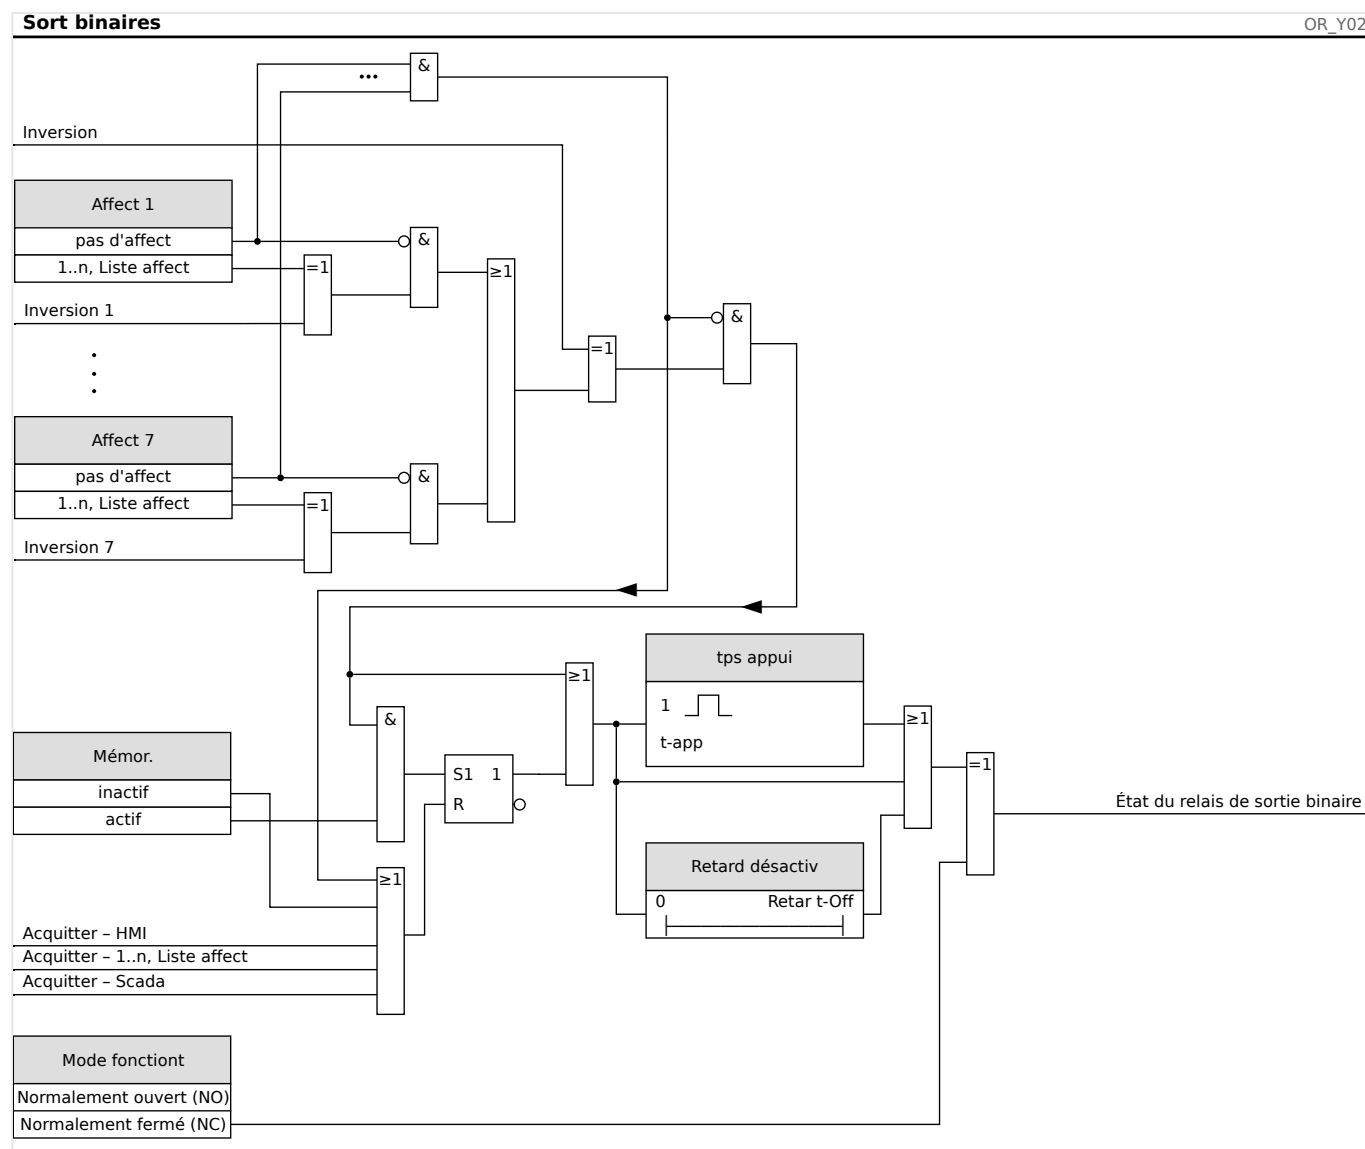 Sort binaires
OR_Y02
&
...
Inversion
Affect 1
pas d'affect
&
1..n, Liste affect
=1
≥1
Inversion 1
&
=1
Affect 7
pas d'affect
&
1..n, Liste affect
=1
Inversion 7
tps appui
≥1
1
t-app
&
≥1
Mémor.
inactif
actif
S1 1
R
=1
État du relais de sortie binaire
Retard désactiv
0 Retar t-Off
≥1
Acquitter – HMI
Acquitter – 1..n, Liste affect
Acquitter – Scada
Mode fonctiont
Normalement ouvert (NO)
Normalement fermé (NC)